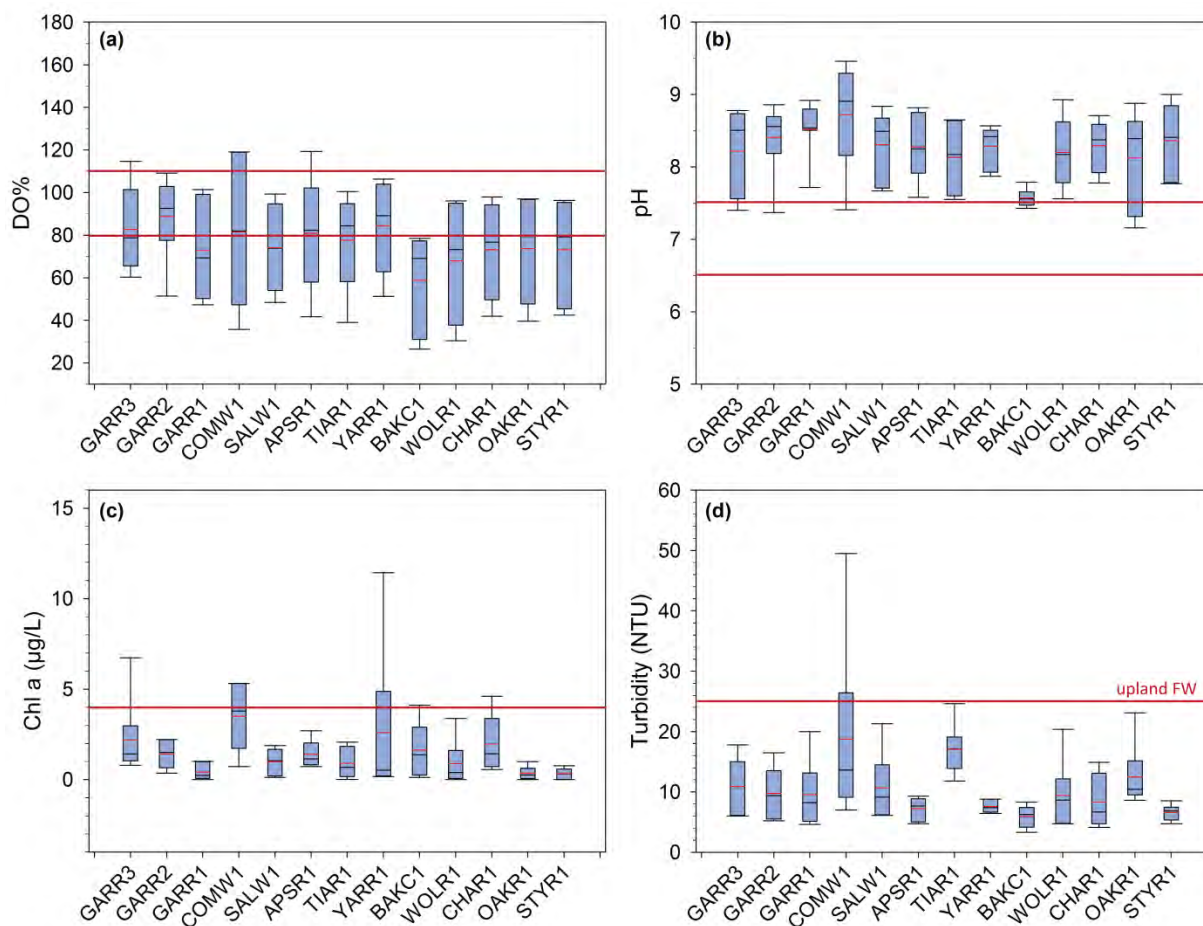 (a)
DO%
180
160
140
120
100
80
60
40
20
GARR3 GARR2 GARR1 COMW1 SALW1 APSR1 TIAR1 YARR1 BAKC1 WOLR1 CHAR1 OAKR1 STYR1
(b)
pH
10
9
8
7
6
5
GARR3 GARR2 GARR1 COMW1 SALW1 APSR1 TIAR1 YARR1 BAKC1 WOLR1 CHAR1 OAKR1 STYR1
(c)
Chl a (µg/L)
15
10
5
0
GARR3 GARR2 GARR1 COMW1 SALW1 APSR1 TIAR1 YARR1 BAKC1 WOLR1 CHAR1 OAKR1 STYR1
(d)
Turbidity (NTU)
60
50
40
30
20
10
0
upland FW
GARR3 GARR2 GARR1 COMW1 SALW1 APSR1 TIAR1 YARR1 BAKC1 WOLR1 CHAR1 OAKR1 STYR1